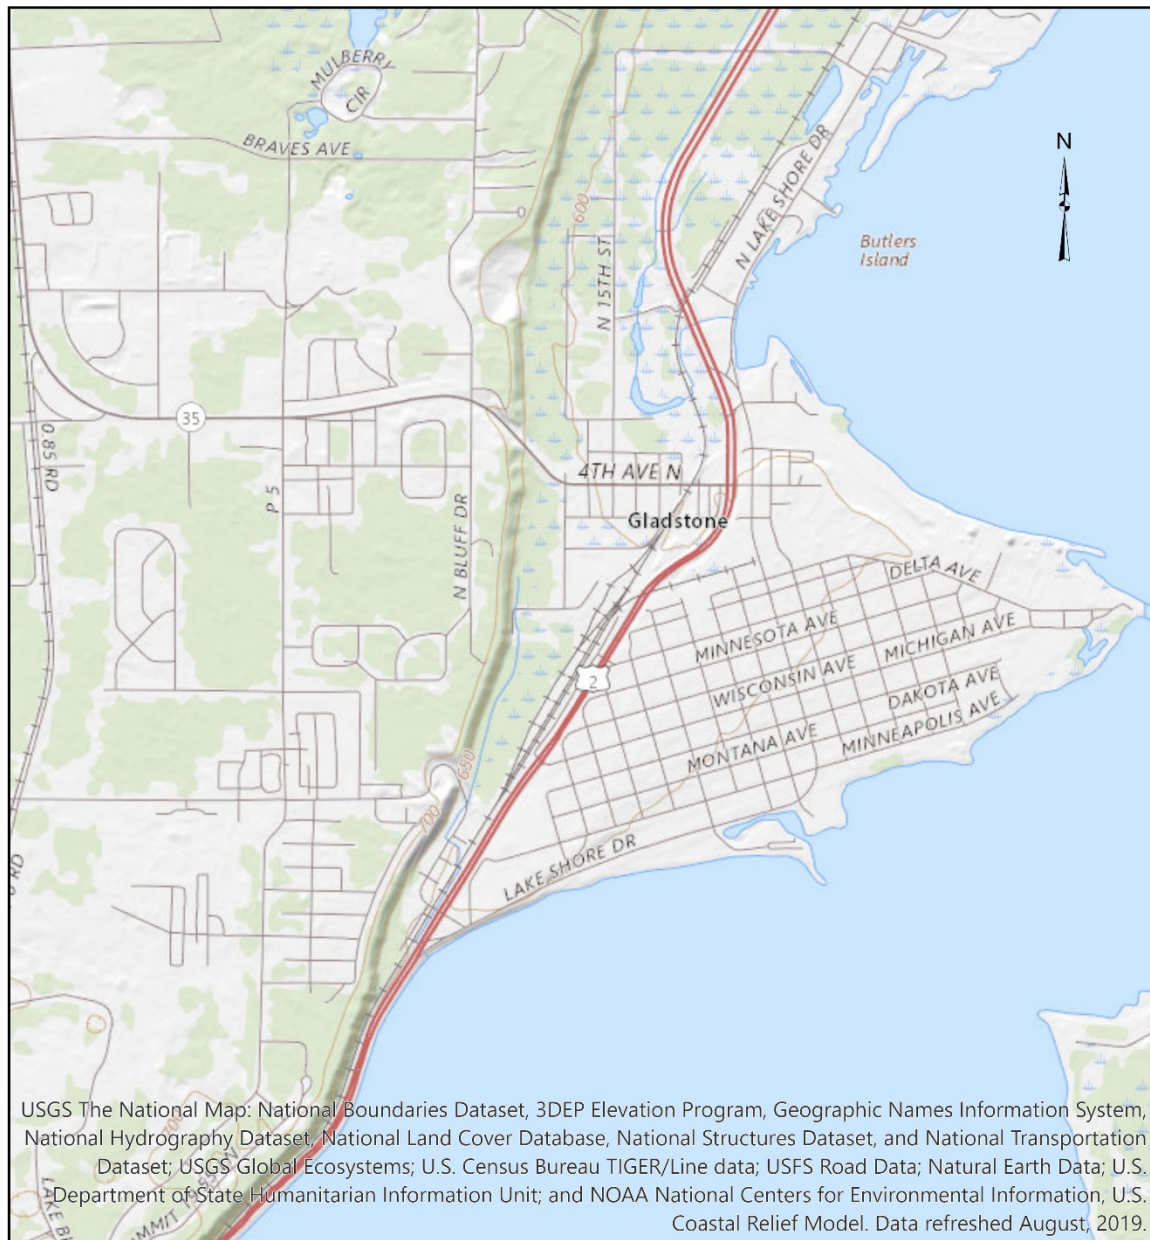 MULBERRY
CIR
BRAVES AVE
N
600
N LAKE SHORE DR
Butlers
Island
N 15TH ST
35
0.85 RD
P 5
4TH AVE N
Gladstone
N BLUFF DR
DELTA AVE
MINNESOTA AVE
MICHIGAN AVE
WISCONSIN AVE
2
DAKOTA AVE
MINNEAPOLIS AVE
MONTANA AVE
650
700
LAKE SHORE DR
RD
USGS The National Map: National Boundaries Dataset, 3DEP Elevation Program, Geographic Names Information System,
National Hydrography Dataset, National Land Cover Database, National Structures Dataset, and National Transportation
Dataset; USGS Global Ecosystems; U.S. Census Bureau TIGER/Line data; USFS Road Data; Natural Earth Data; U.S.
Department of State Humanitarian Information Unit; and NOAA National Centers for Environmental Information, U.S.
Coastal Relief Model. Data refreshed August, 2019.